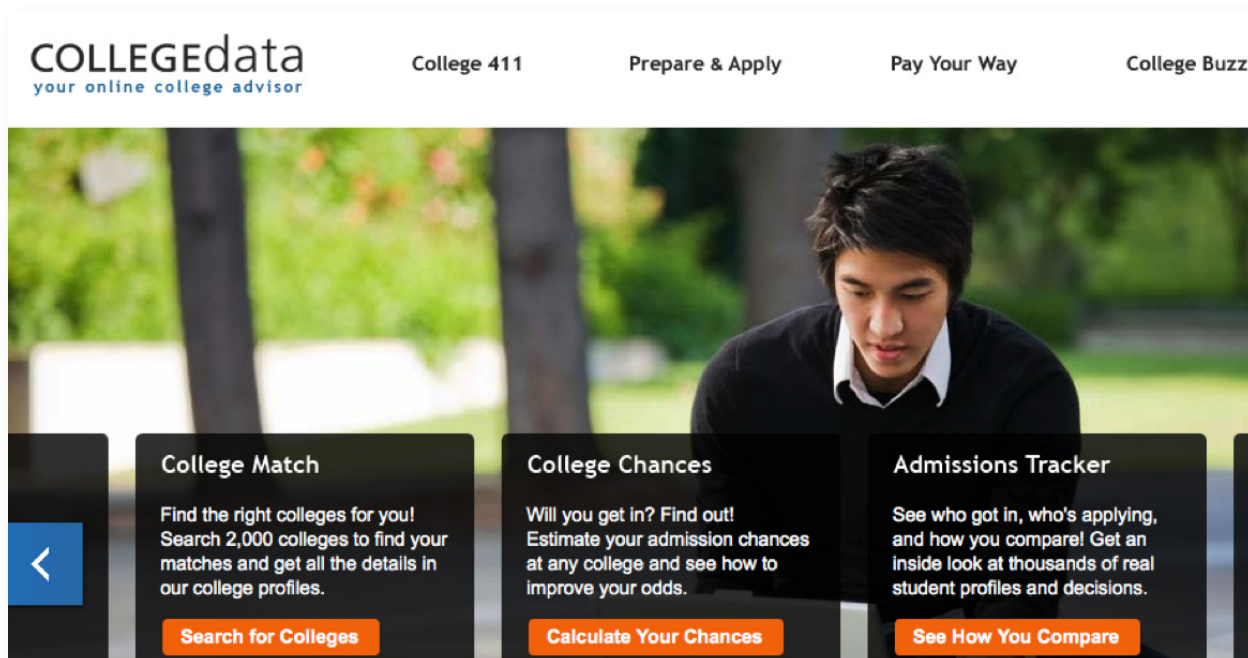 COLLEGEdata
your online college advisor
College 411
Prepare & Apply
Pay Your Way
College Buzz
College Match
Find the right colleges for you!
Search 2,000 colleges to find your
matches and get all the details in
our college profiles.
Search for Colleges
College Chances
Will you get in? Find out!
Estimate your admission chances
at any college and see how to
improve your odds.
Calculate Your Chances
Admissions Tracker
See who got in, who's applying,
and how you compare! Get an
inside look at thousands of real
student profiles and decisions.
See How You Compare